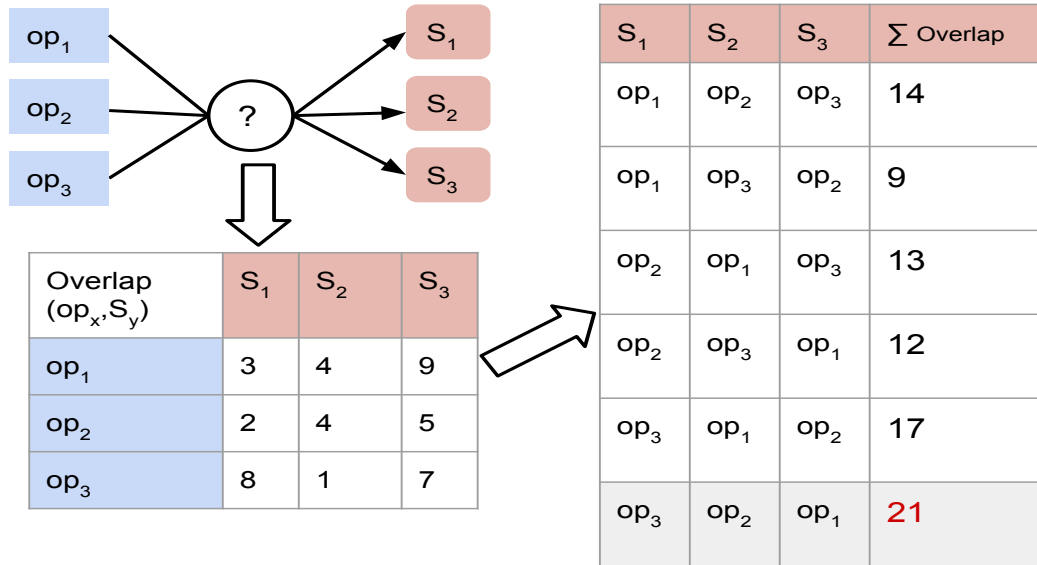 op₁
op₂
op₃
?
S₁
S₂
S₃
Overlap (opₓ,Sᵧ) S₁ S₂ S₃
op₁ 3 4 9
op₂ 2 4 5
op₃ 8 1 7
S₁ S₂ S₃ ∑ Overlap
op₁ op₂ op₃ 14
op₁ op₃ op₂ 9
op₂ op₁ op₃ 13
op₂ op₃ op₁ 12
op₃ op₁ op₂ 17
op₃ op₂ op₁ 21